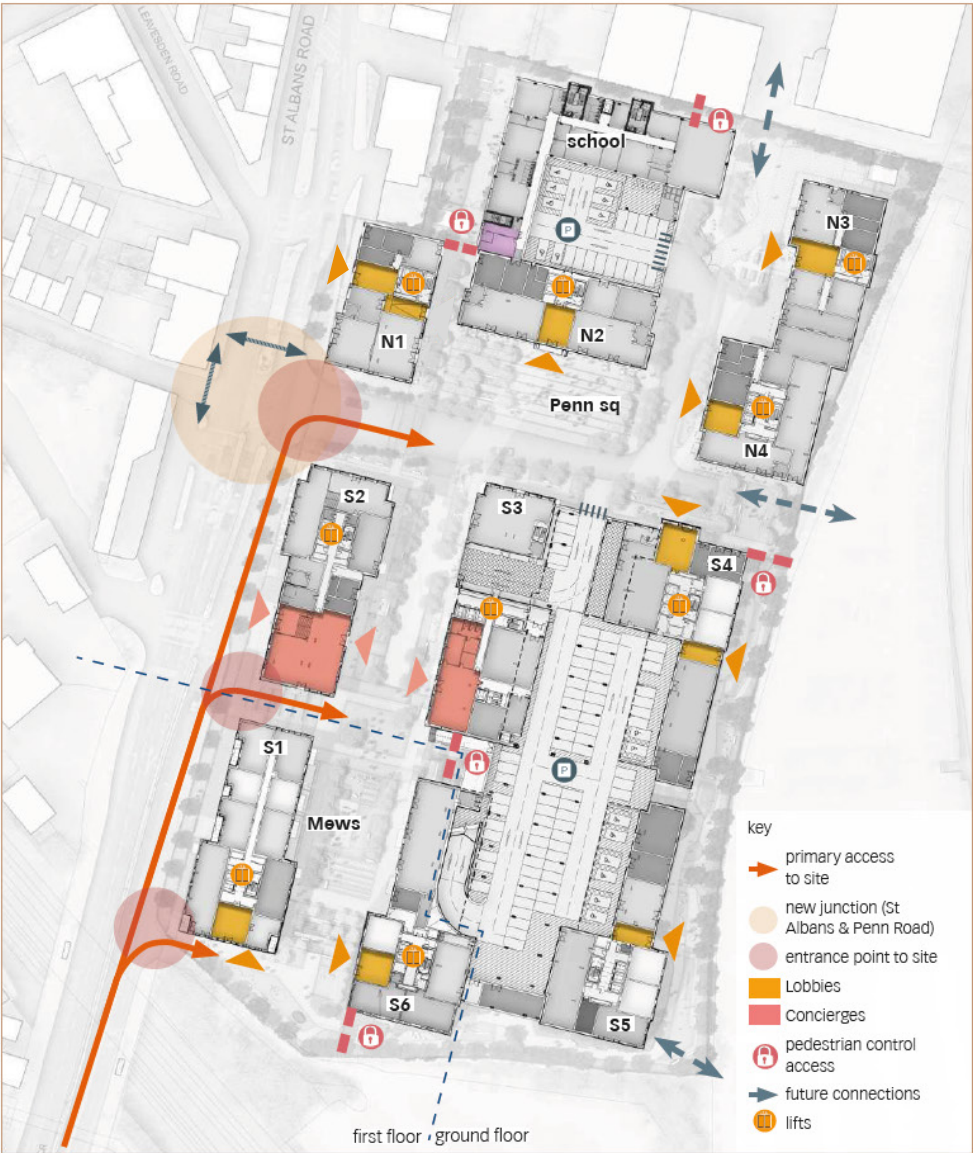 LEAVESDEN ROAD
ST ALBANS ROAD
school
P
N3
N1
N2
Penn sq
N4
S2
S3
S4
S1
P
Mews
S6
S5
first floor
ground floor
key
primary access
to site
new junction (St
Albans & Penn Road)
entrance point to site
Lobbies
Concierges
pedestrian control
access
future connections
lifts